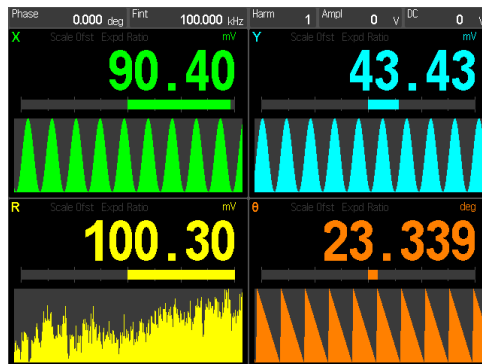 Phase 0.000 deg Fint 100.000 kHz Harm 1 Ampl 0 V DC 0 V
X Scale Ofst Expd Ratio mV
90.40
Y Scale Ofst Expd Ratio mV
43.43
R Scale Ofst Expd Ratio mV
100.30
θ Scale Ofst Expd Ratio deg
23.339